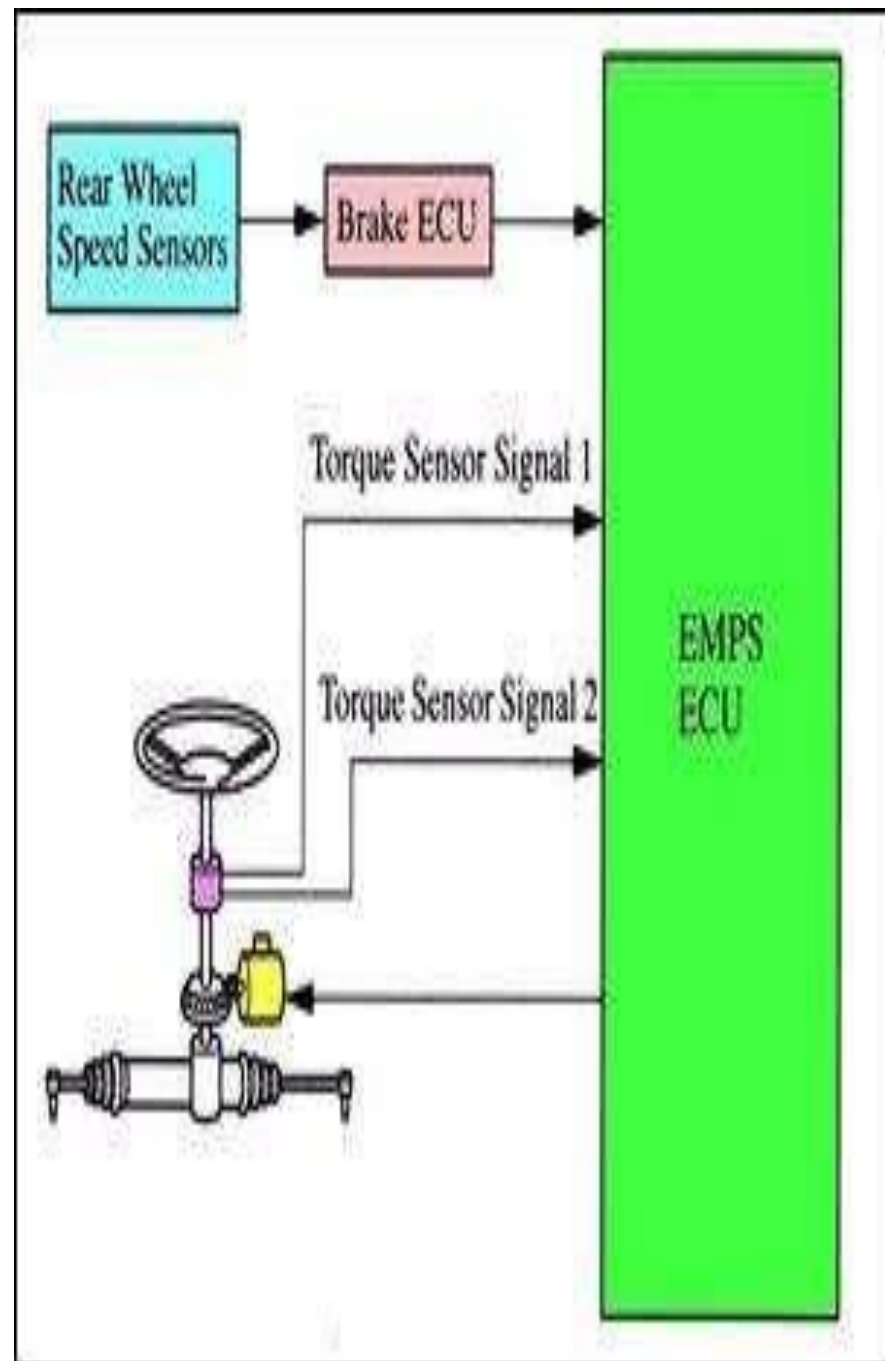 Rear Wheel
Speed Sensors
Brake ECU
Torque Sensor Signal 1
Torque Sensor Signal 2
EMPS
ECU